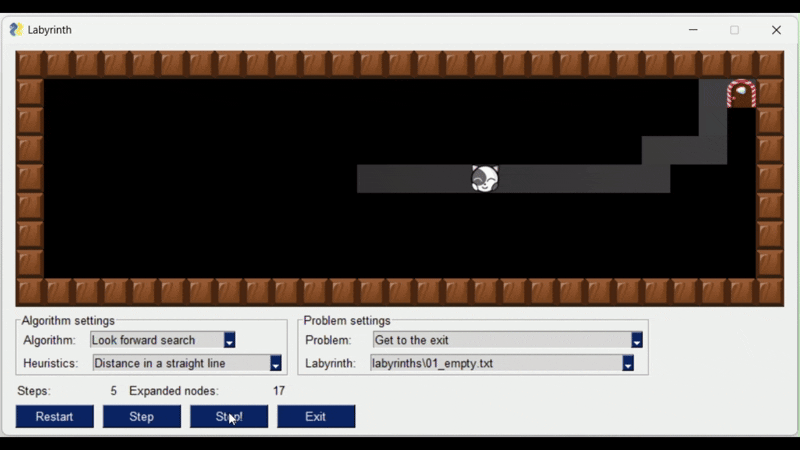 Labyrinth
Algorithm settings
Algorithm: Look forward search
Heuristics: Distance in a straight line
Problem settings
Problem: Get to the exit
Labyrinth: labyrinths\01_empty.txt
Steps: 5 Expanded nodes: 17
Restart Step Stop! Exit